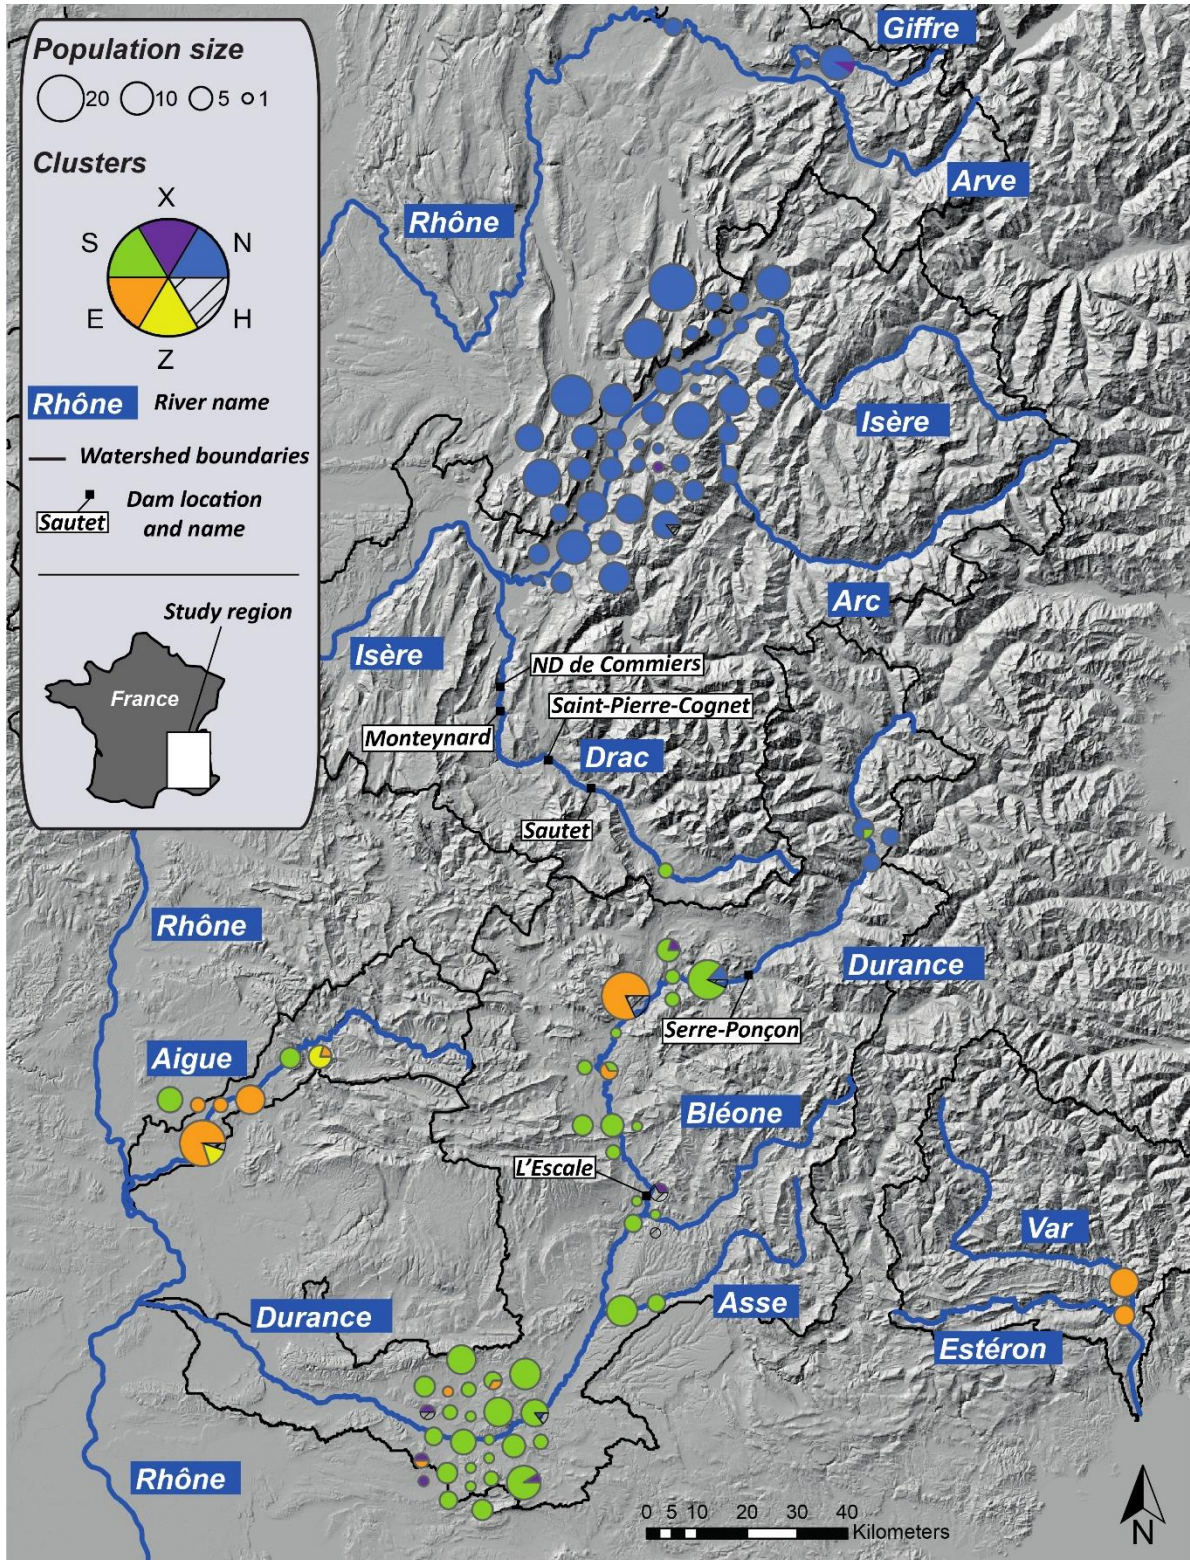 Population size
20 10 5 1
Clusters
X
S N
E H
Z
Rhône River name
Watershed boundaries
Dam location
and name
Sautet
Study region
France
Giffre
Arve
Rhône
Isère
Arc
Isère
ND de Commiers
Saint-Pierre-Cognet
Monteynard
Drac
Sautet
Rhône
Durance
Serre-Ponçon
Aigue
Bléone
L'Escale
Var
Durance
Asse
Estéron
Rhône
0 5 10 20 30 40
Kilometers
N